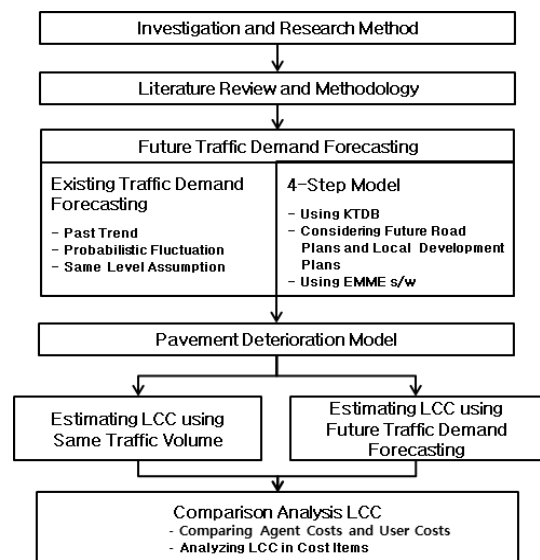 Investigation and Research Method
Literature Review and Methodology
Future Traffic Demand Forecasting
Existing Traffic Demand
Forecasting
- Past Trend
- Probabilistic Fluctuation
- Same Level Assumption
4-Step Model
- Using KTDB
- Considering Future Road
Plans and Local Development
Plans
- Using EMME s/w
Pavement Deterioration Model
Estimating LCC using
Same Traffic Volume
Estimating LCC using
Future Traffic Demand
Forecasting
Comparison Analysis LCC
- Comparing Agent Costs and User Costs
- Analyzing LCC in Cost Items